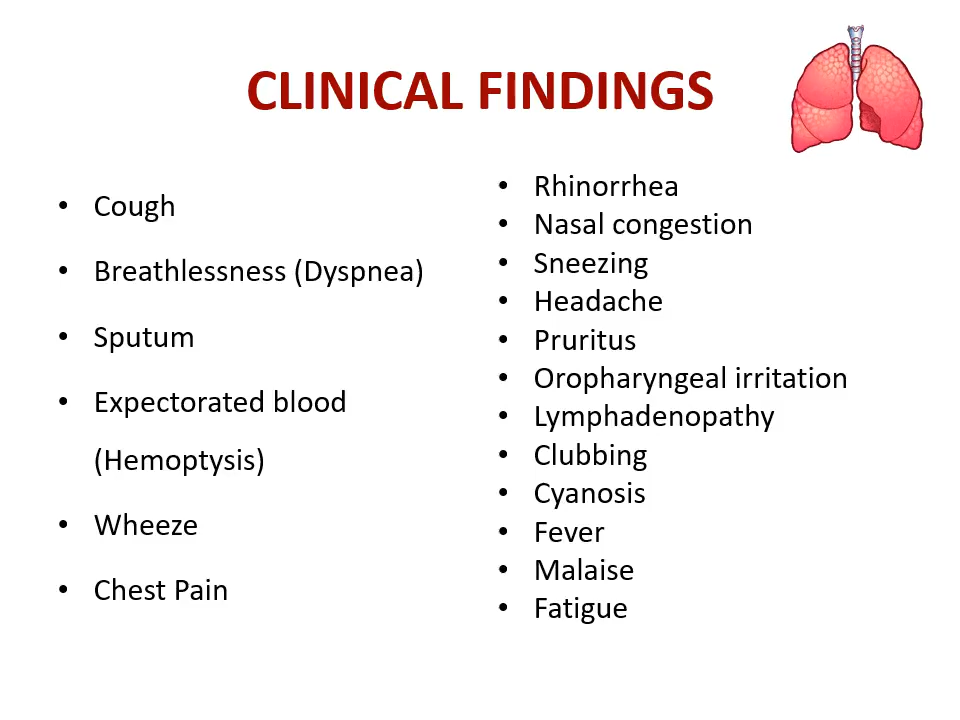 CLINICAL FINDINGS
• Cough
• Breathlessness (Dyspnea)
• Sputum
• Expectorated blood
(Hemoptysis)
• Wheeze
• Chest Pain
• Rhinorrhea
• Nasal congestion
• Sneezing
• Headache
• Pruritus
• Oropharyngeal irritation
• Lymphadenopathy
• Clubbing
• Cyanosis
• Fever
• Malaise
• Fatigue